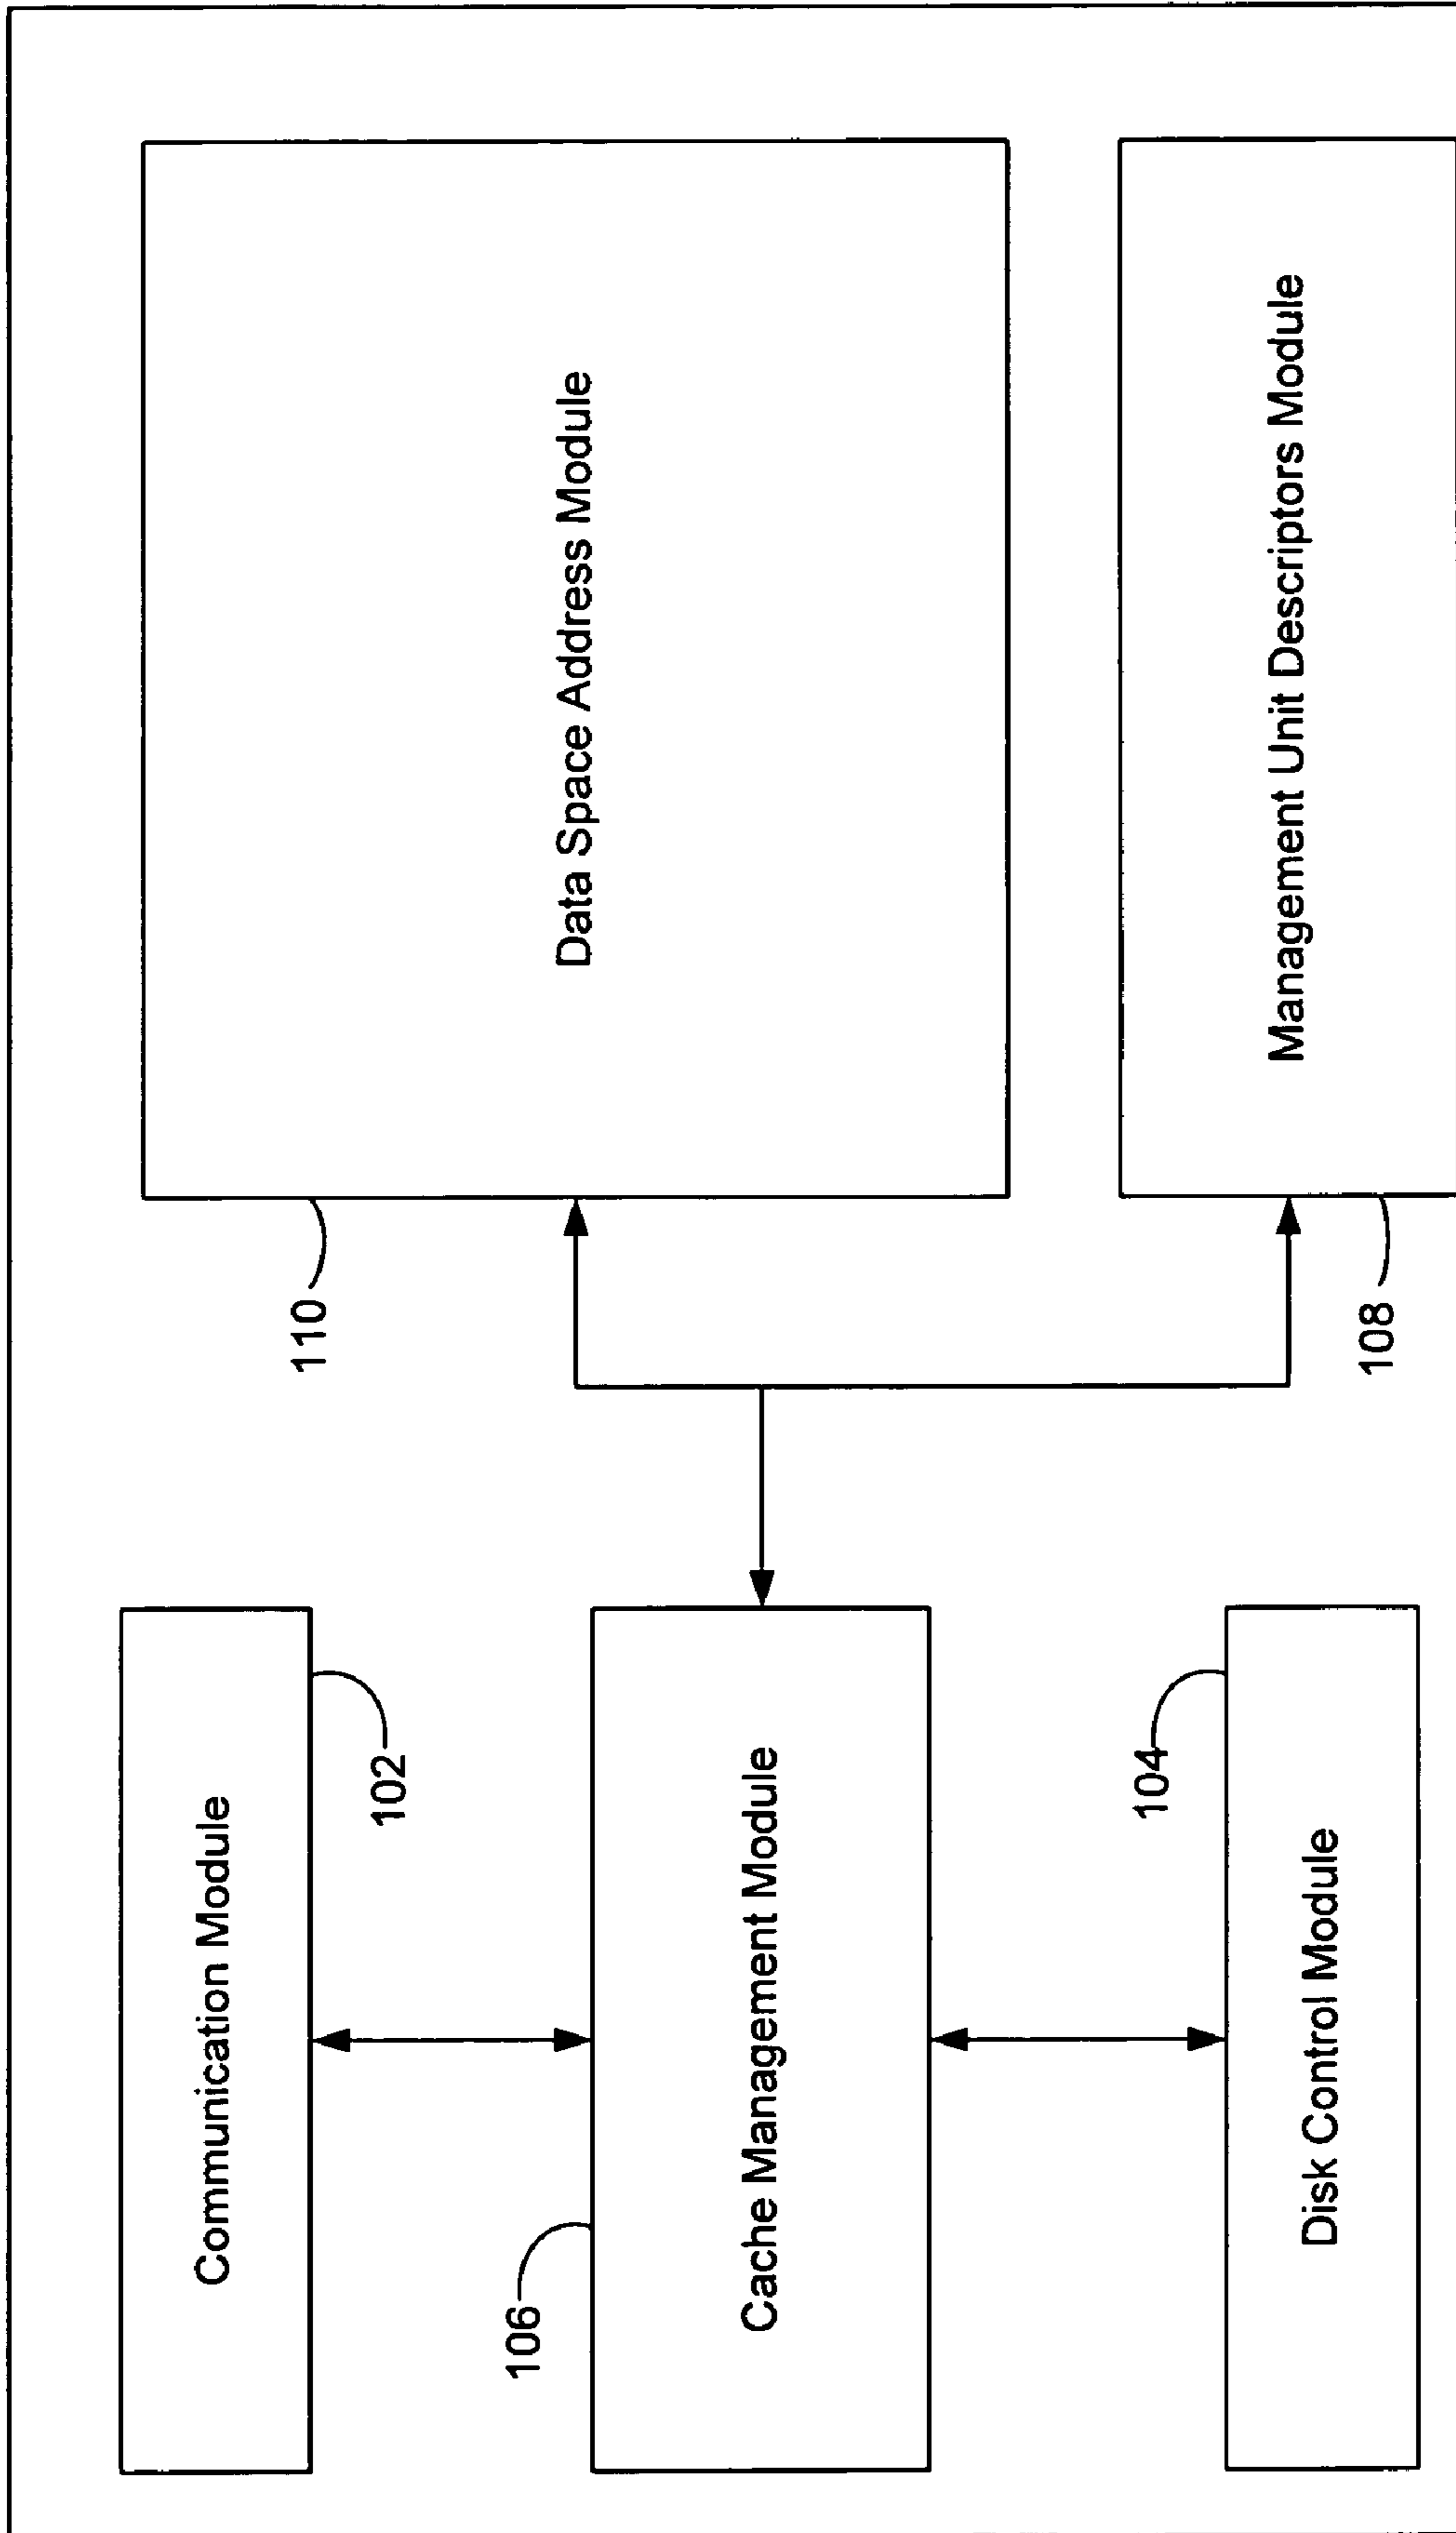 Communication Module
102
106
Cache Management Module
104
Disk Control Module
110
Data Space Address Module
108
Management Unit Descriptors Module